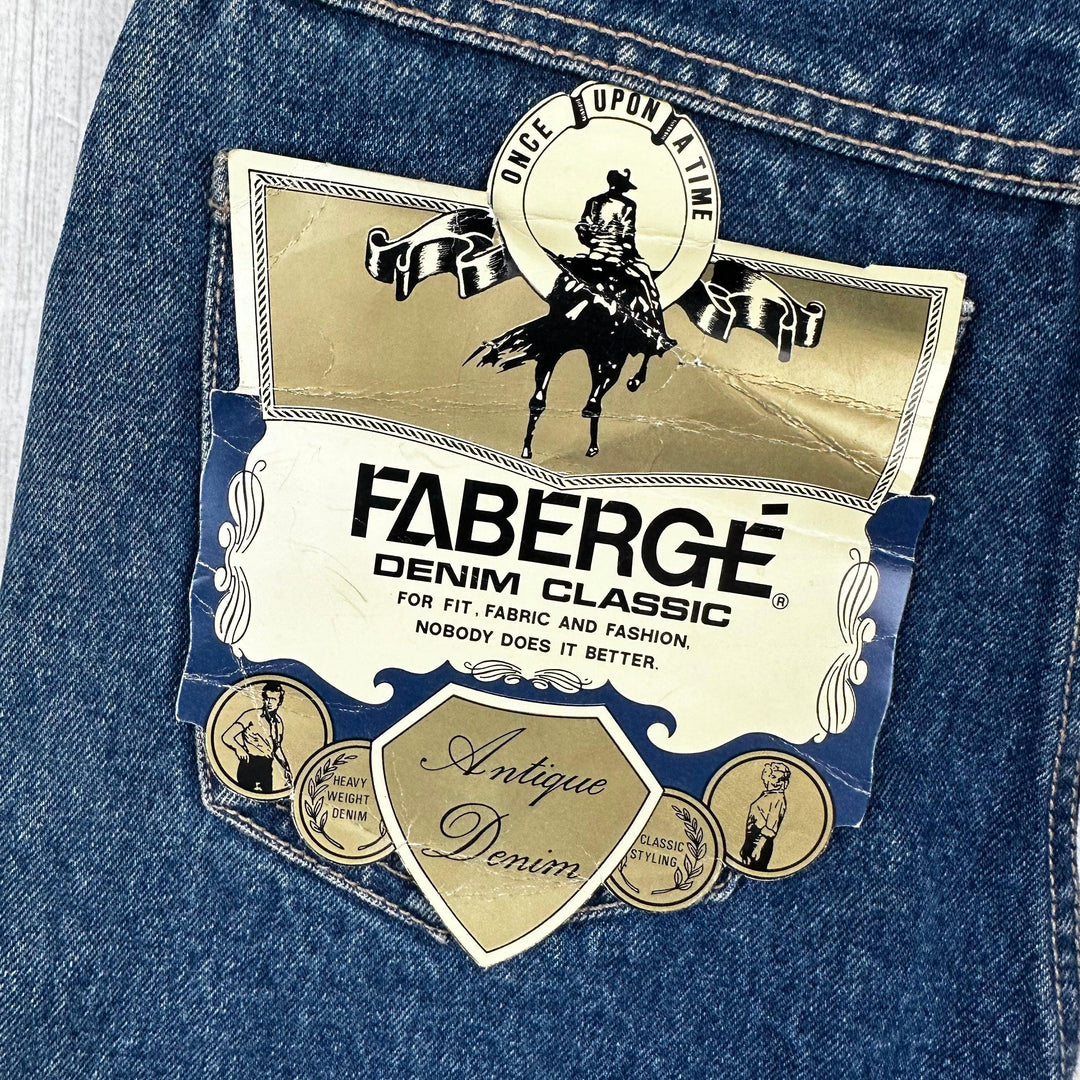 ONCE UPON A TIME
FABERGÉ ®
DENIM CLASSIC
FOR FIT, FABRIC AND FASHION,
NOBODY DOES IT BETTER.
HEAVY
WEIGHT
DENIM
Antique
Denim
CLASSIC
STYLING